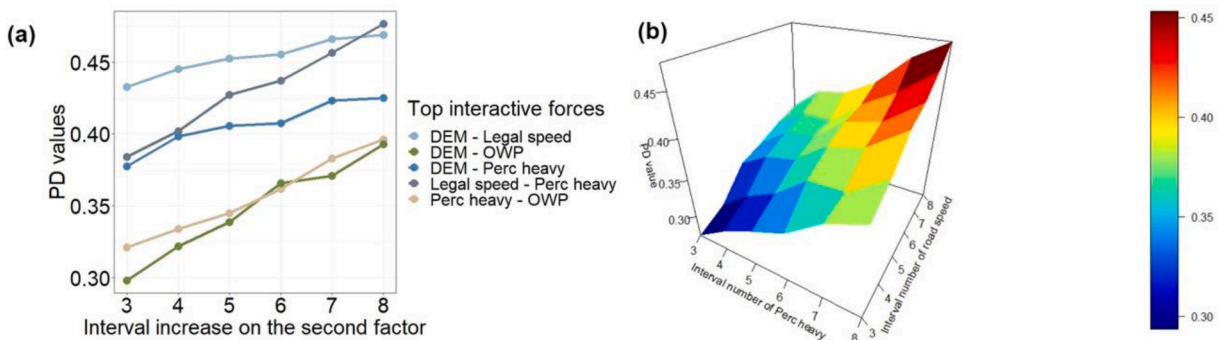 (a)
PD values
0.45
0.40
0.35
0.30
3 4 5 6 7 8
Interval increase on the second factor
Top interactive forces
DEM - Legal speed
DEM - OWP
DEM - Perc heavy
Legal speed - Perc heavy
Perc heavy - OWP
(b)
PD value
0.45
0.40
0.35
0.30
3 4 5 6 7 8
Interval number of Perc heavy
3 4 5 6 7 8
Interval number of road speed
0.45
0.40
0.35
0.30